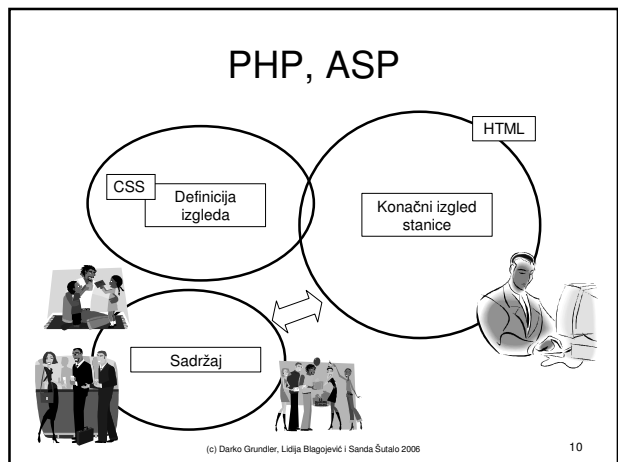 PHP, ASP
HTML
CSS
Definicija
izgleda
Konačni izgled
stanice
Sadržaj
(c) Darko Grundler, Lidija Blagojević i Sanda Šutalo 2006
10